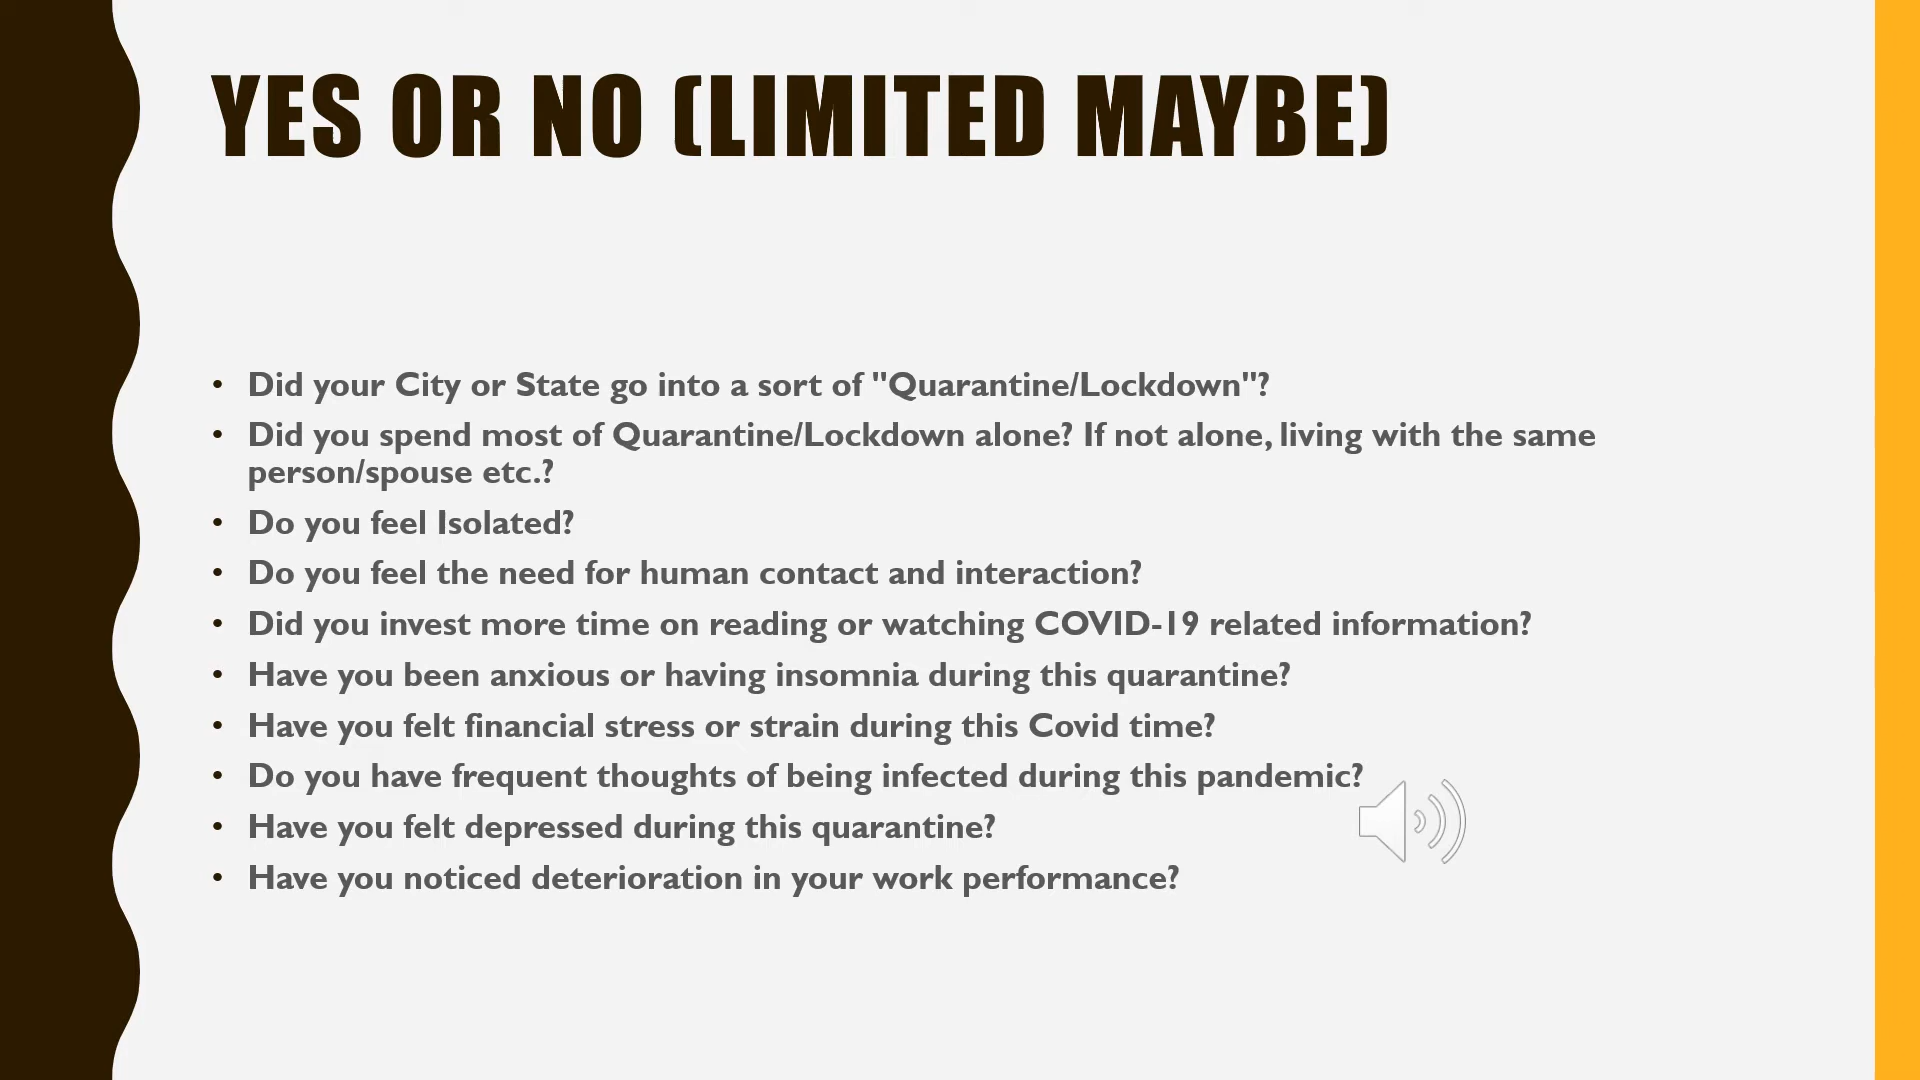 YES OR NO (LIMITED MAYBE)
• Did your City or State go into a sort of "Quarantine/Lockdown"?
• Did you spend most of Quarantine/Lockdown alone? If not alone, living with the same
person/spouse etc.?
• Do you feel Isolated?
• Do you feel the need for human contact and interaction?
• Did you invest more time on reading or watching COVID-19 related information?
• Have you been anxious or having insomnia during this quarantine?
• Have you felt financial stress or strain during this Covid time?
• Do you have frequent thoughts of being infected during this pandemic?
• Have you felt depressed during this quarantine?
• Have you noticed deterioration in your work performance?